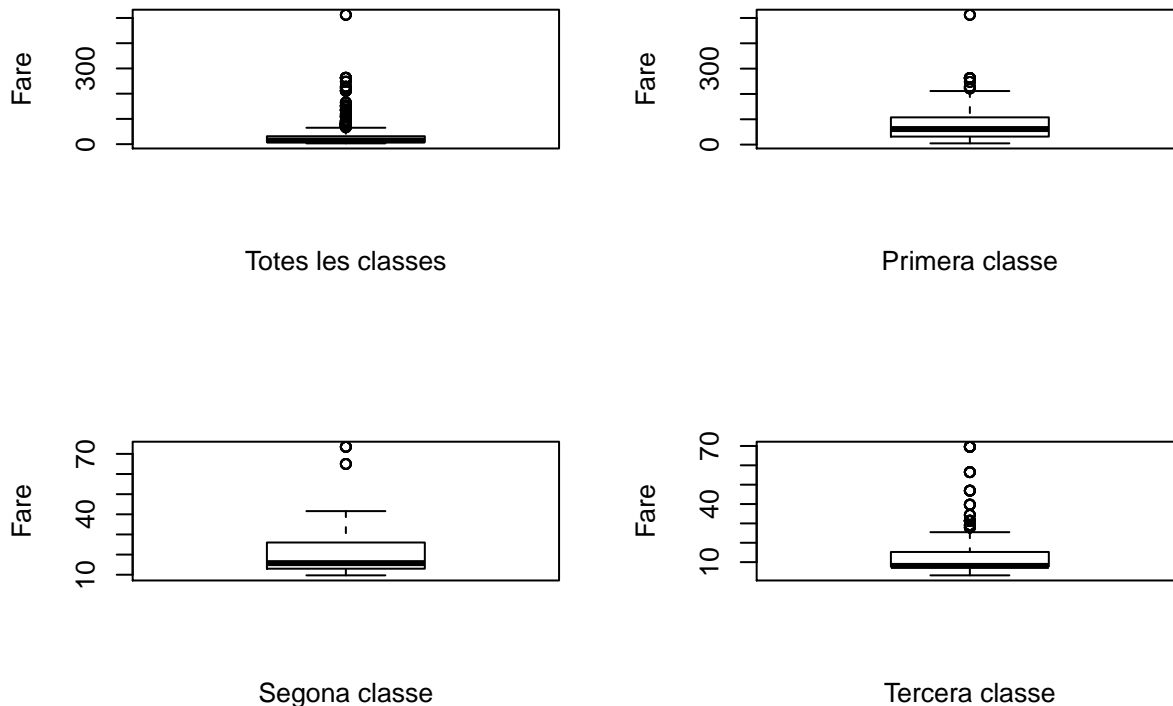 Fare
300
0
Totes les classes
Fare
300
0
Primera classe
Fare
70
40
10
Segona classe
Fare
70
40
10
Tercera classe